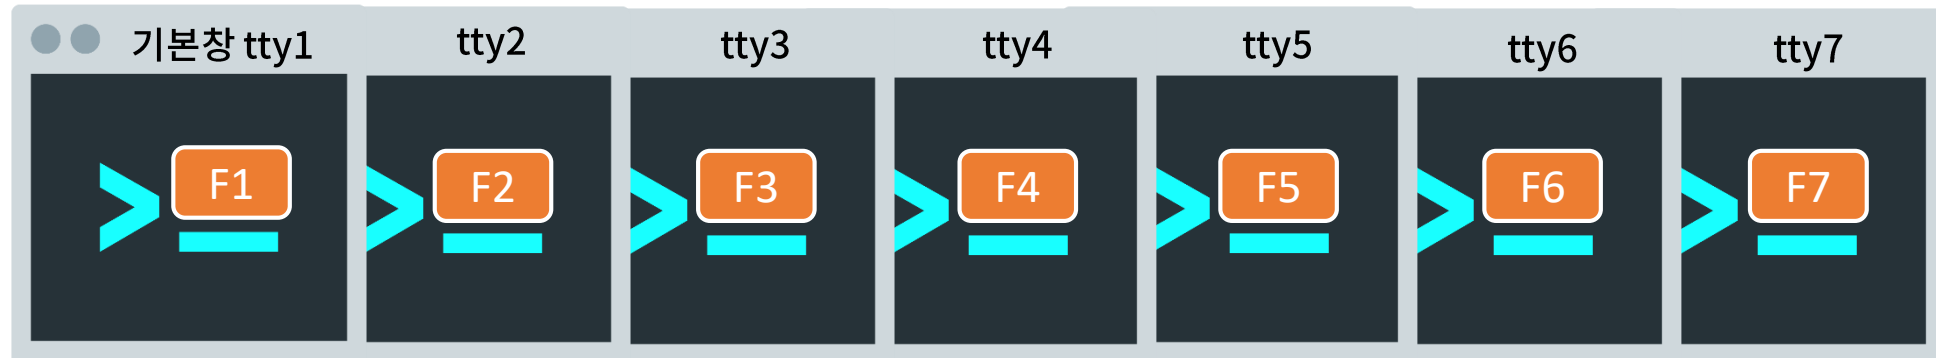 기본창 tty1 tty2 tty3 tty4 tty5 tty6 tty7
F1 F2 F3 F4 F5 F6 F7